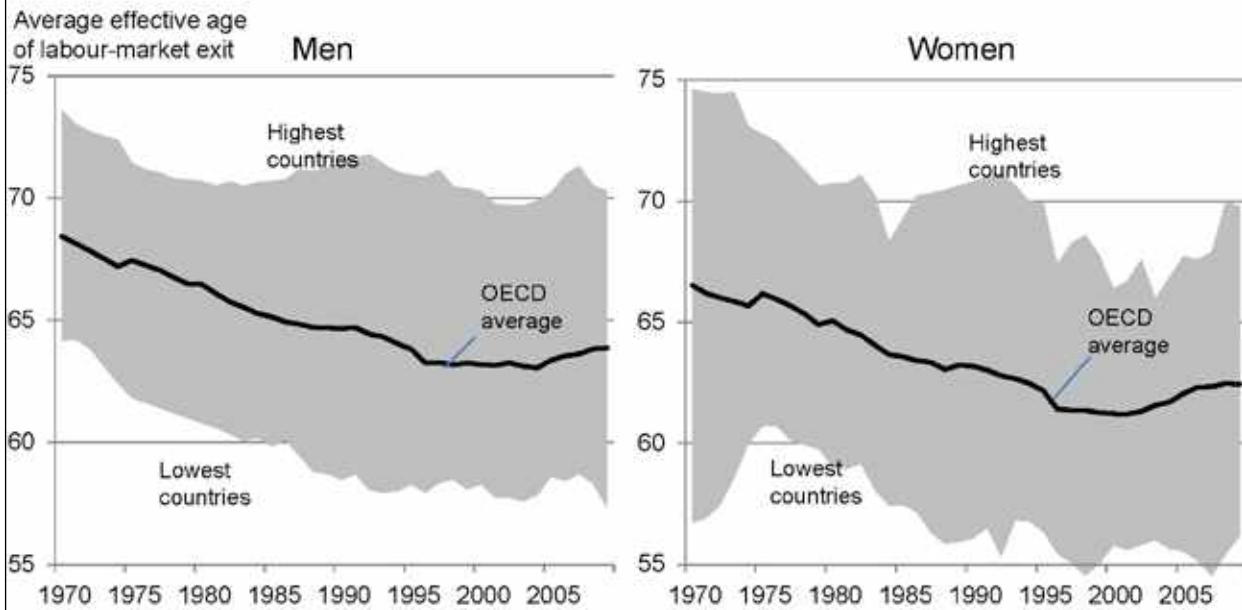 Average effective age
of labour-market exit
Men
75
70
65
60
55
Highest
countries
OECD
average
Lowest
countries
1970 1975 1980 1985 1990 1995 2000 2005
Women
75
70
65
60
55
Highest
countries
OECD
average
Lowest
countries
1970 1975 1980 1985 1990 1995 2000 2005